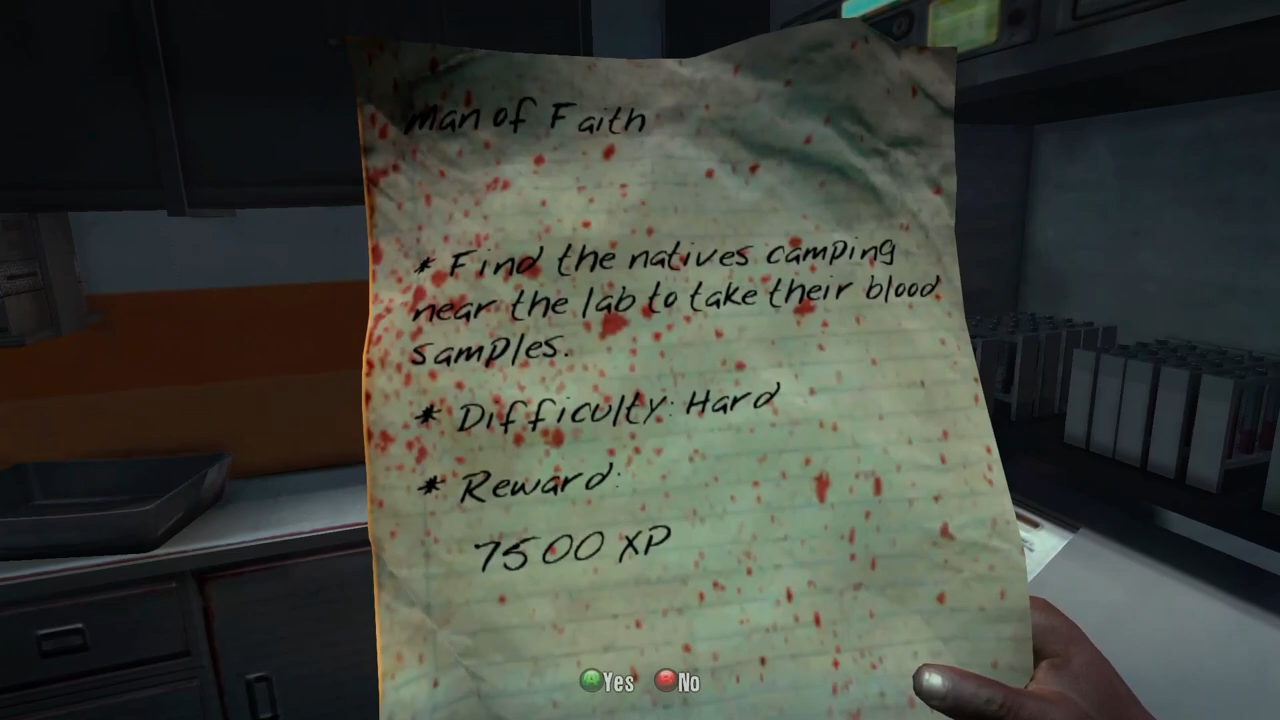 Man of Faith
* Find the natives camping
near the lab to take their blood
samples.
* Difficulty: Hard
* Reward:
7500 XP
A Yes B No